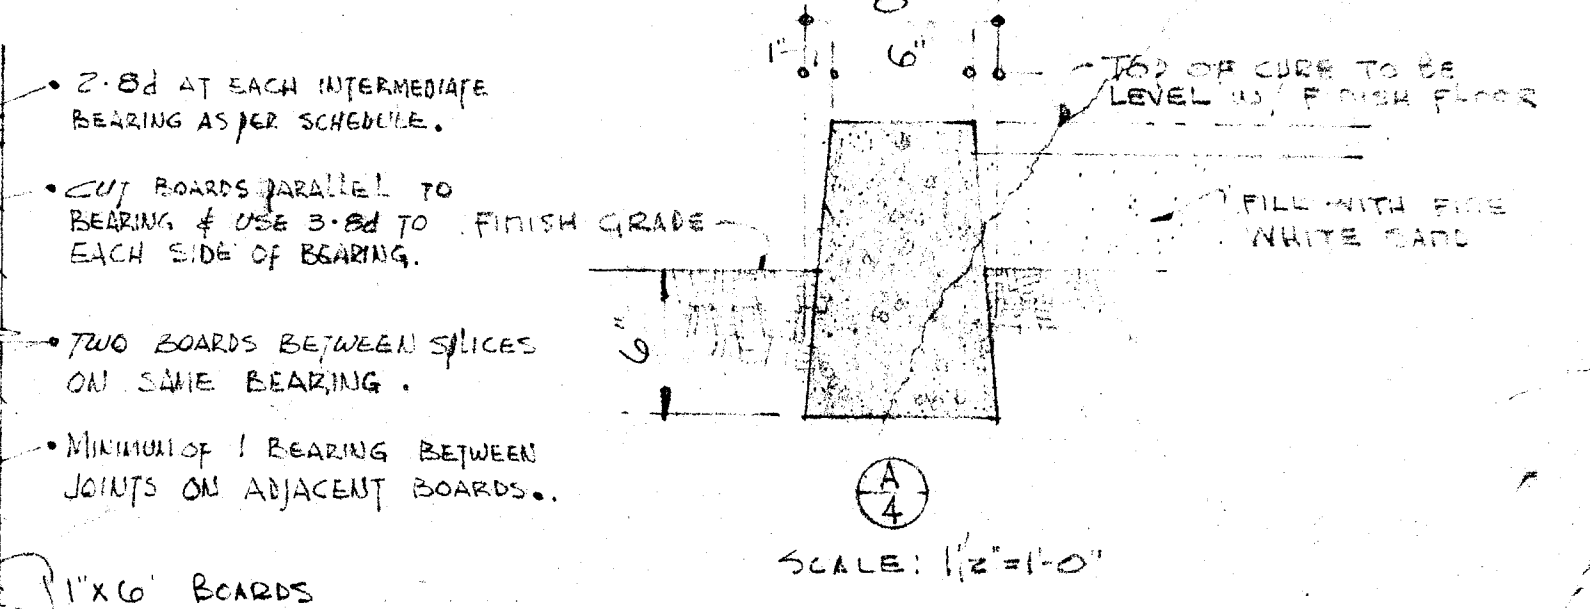 • 2-8d AT EACH INTERMEDIATE
BEARING AS PER SCHEDULE.
• CUT BOARDS PARALLEL TO
BEARING & USE 3-8d TO
EACH SIDE OF BEARING.
• TWO BOARDS BETWEEN SPLICES
ON SAME BEARING.
• MINIMUM OF 1 BEARING BETWEEN
JOINTS ON ADJACENT BOARDS.
1"X6" BOARDS
1"
6"
TOP OF CURB TO BE
LEVEL W/ FINISH FLOOR
FINISH GRADE
FILL WITH FINE
WHITE SAND
6"
A
4
SCALE: 1 1/2"=1'-0"